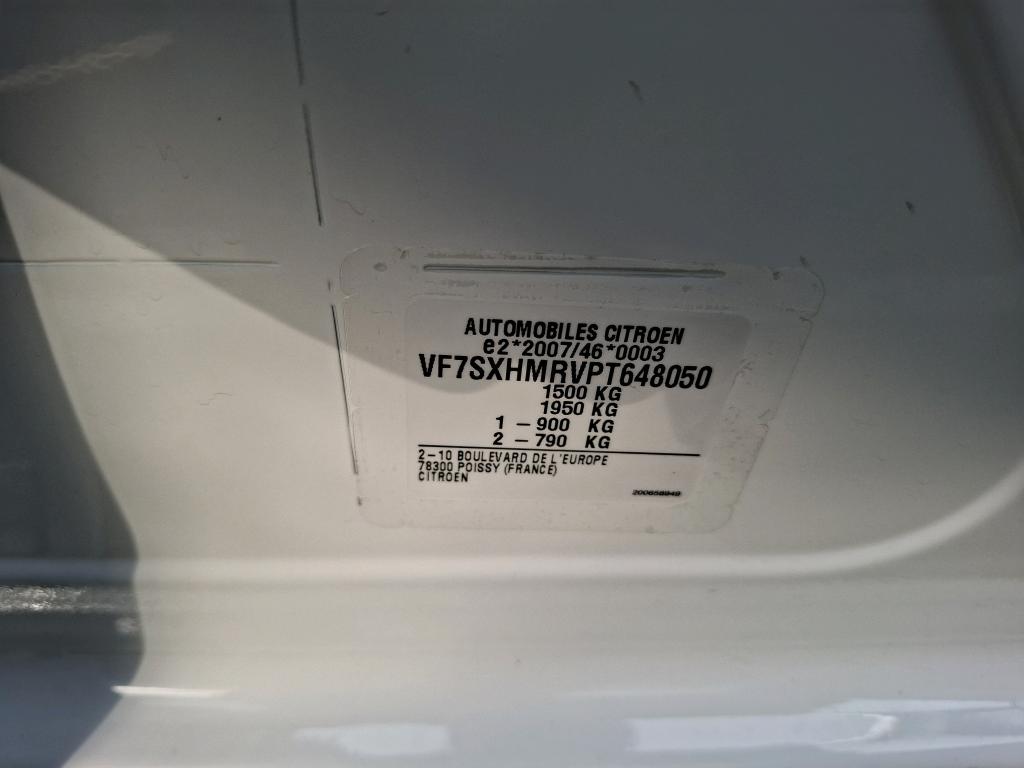 AUTOMOBILES CITROEN
e2*2007/46*0003
VF7SXHMRVPT648050
1500 KG
1950 KG
1 – 900 KG
2 – 790 KG
2–10 BOULEVARD DE L'EUROPE
78300 POISSY (FRANCE)
CITROEN
200658949